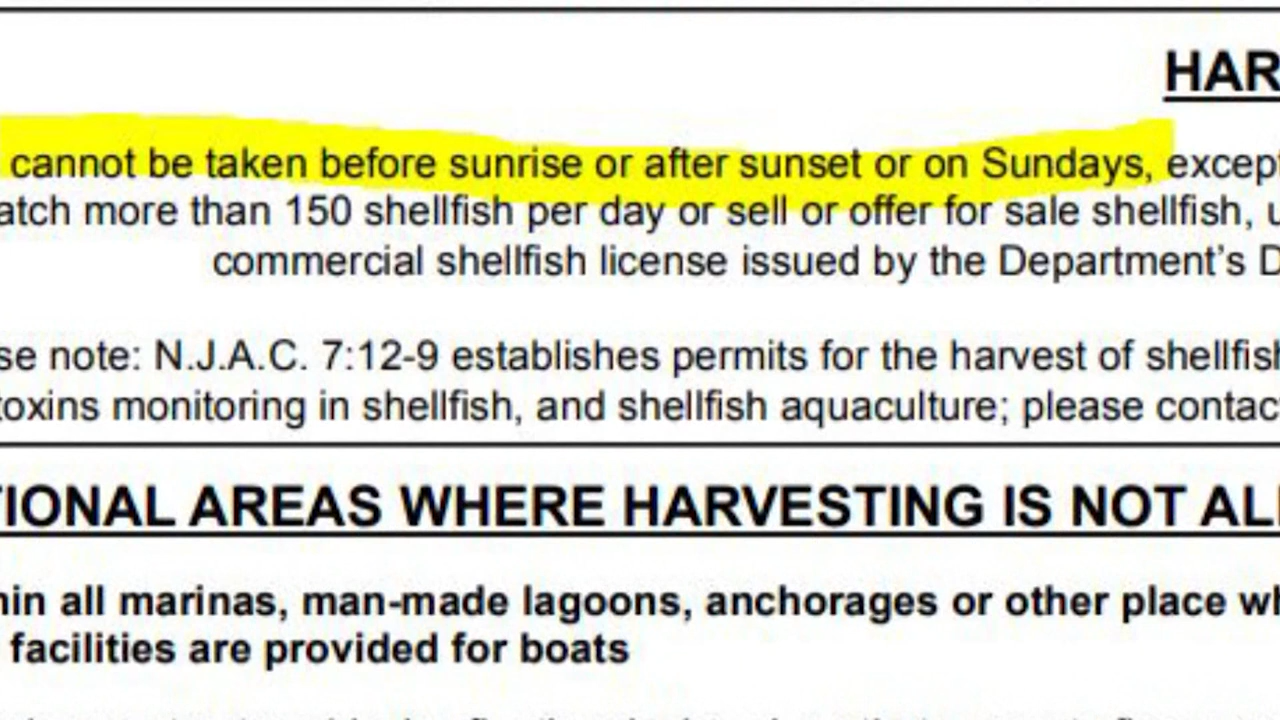 HAR
cannot be taken before sunrise or after sunset or on Sundays, except
atch more than 150 shellfish per day or sell or offer for sale shellfish, u
commercial shellfish license issued by the Department's D
se note: N.J.A.C. 7:12-9 establishes permits for the harvest of shellfish
toxins monitoring in shellfish, and shellfish aquaculture; please contac
TIONAL AREAS WHERE HARVESTING IS NOT AL
hin all marinas, man-made lagoons, anchorages or other place wh
facilities are provided for boats